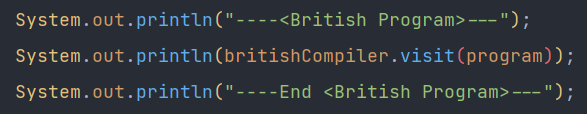 System.out.println("----<British Program>---");
System.out.println(britishCompiler.visit(program));
System.out.println("----End <British Program>---");